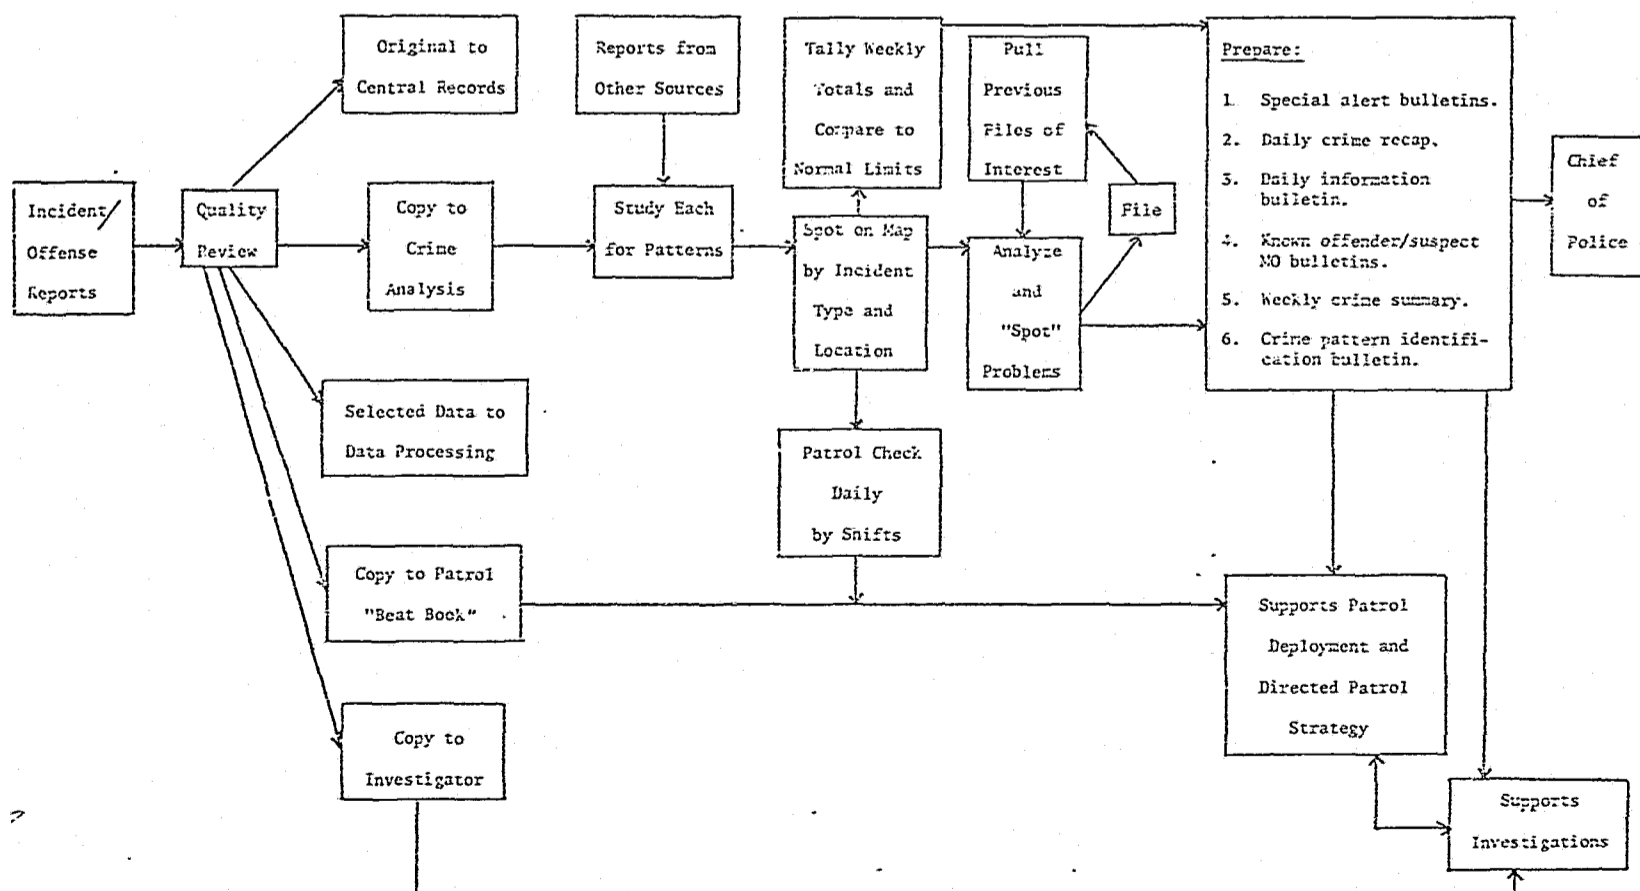 Original to
Central Records
Reports from
Other Sources
Tally Weekly
Totals and
Compare to
Normal Limits
Pull
Previous
Files of
Interest
Prepare:
1. Special alert bulletins.
2. Daily crime recap.
3. Daily information
bulletin.
4. Known offender/suspect
MO bulletins.
5. Weekly crime summary.
6. Crime pattern identifi-
cation bulletin.
Chief
of
Police
Incident/
Offense
Reports
Quality
Review
Copy to
Crime
Analysis
Study Each
for Patterns
Spot on Map
by Incident
Type and
Location
Analyze
and
"Spot"
Problems
File
Selected Data to
Data Processing
Patrol Check
Daily
by Shifts
Copy to Patrol
"Beat Book"
Supports Patrol
Deployment and
Directed Patrol
Strategy
Copy to
Investigator
Supports
Investigations